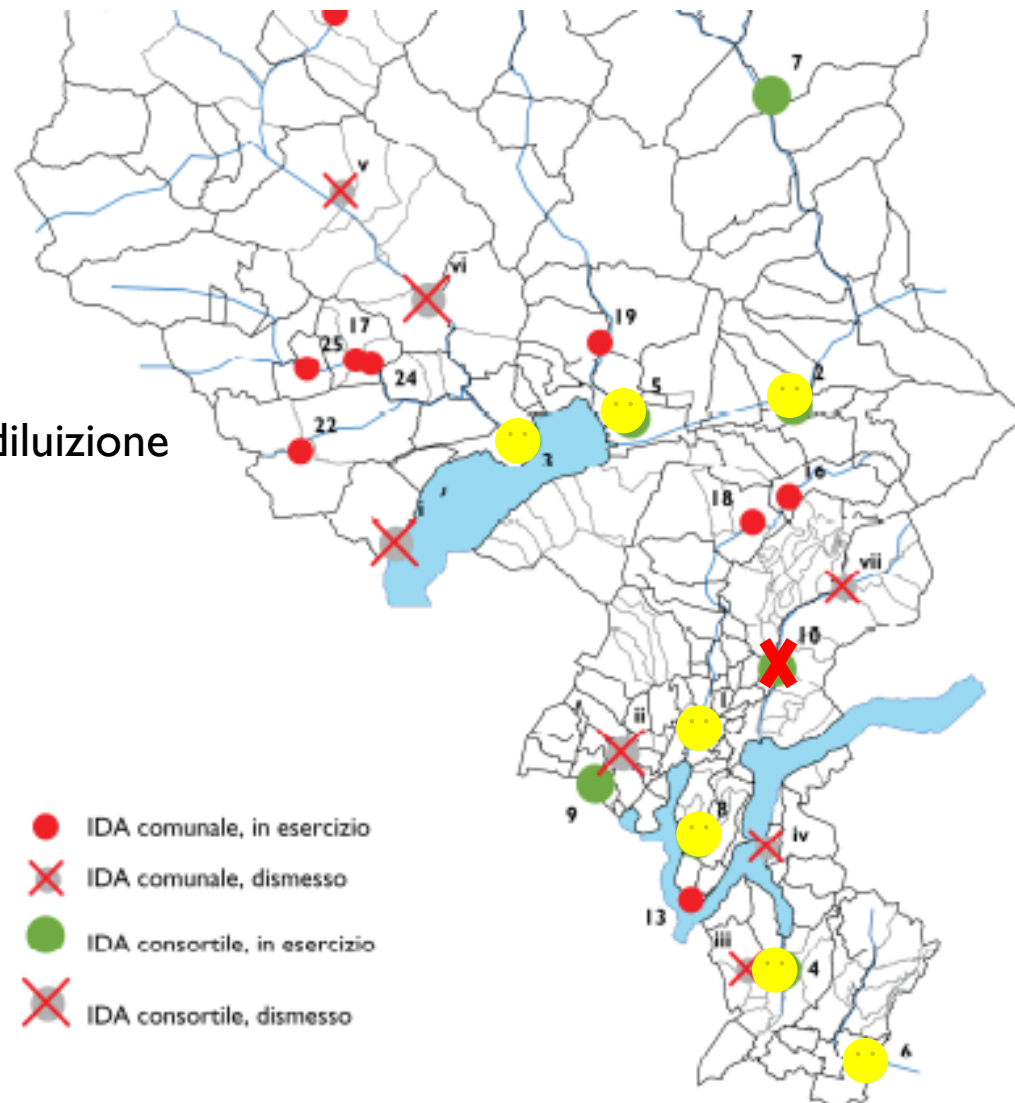 7
v
vi
19
17
25
24
5
2
22
diluizione
3
i
16
18
vii
10
1
ii
9
8
iv
13
iii
4
6
IDA comunale, in esercizio
IDA comunale, dismesso
IDA consortile, in esercizio
IDA consortile, dismesso